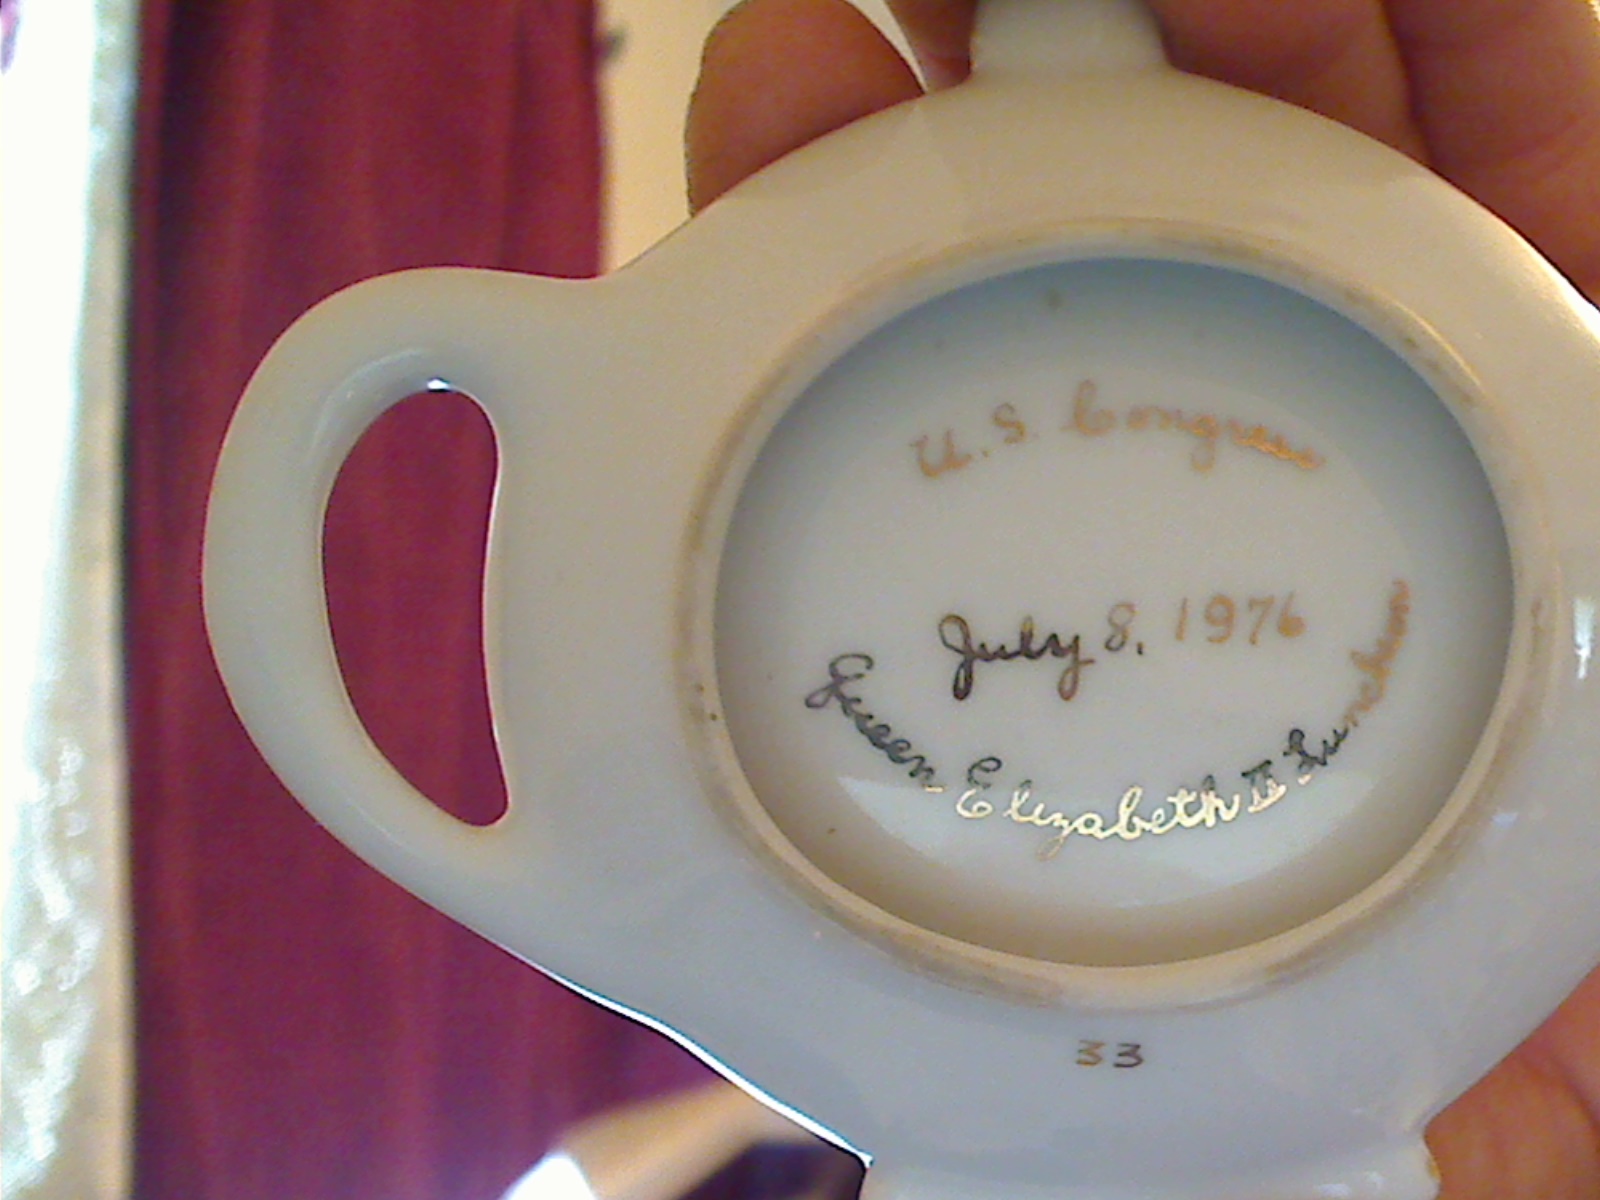 U.S. Congress
July 8, 1976
Queen Elizabeth II Luncheon
33